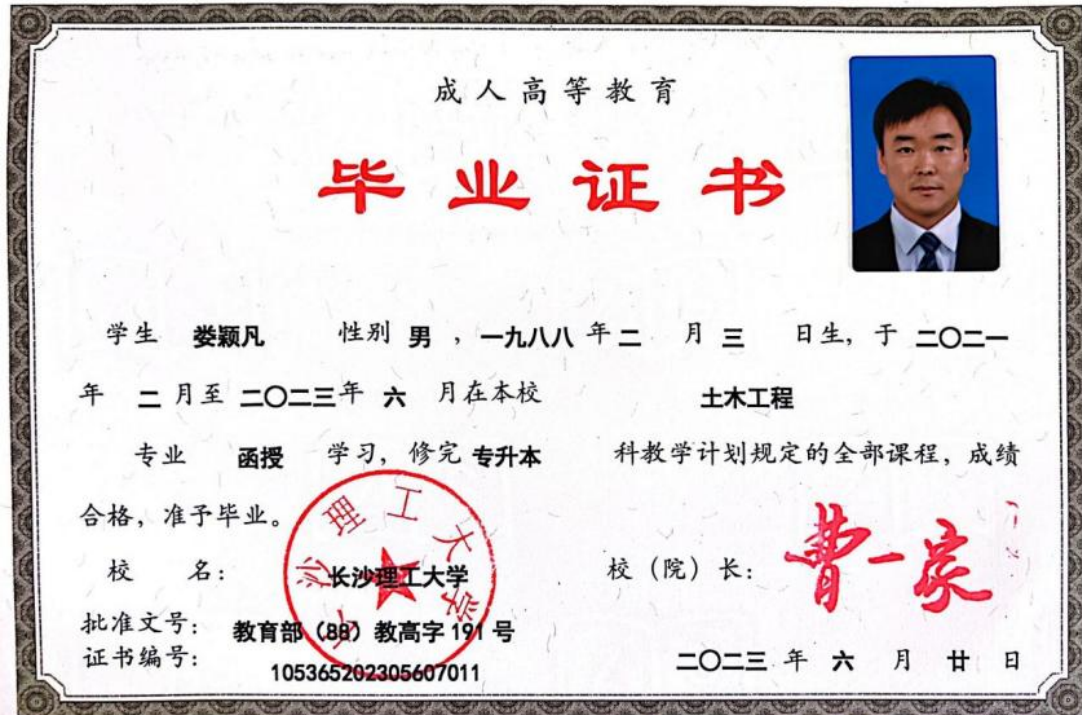 成人高等教育
毕业证书
学生 娄颖凡 性别 男 ，一九八八 年 二 月 三 日生，于 二〇二一
年 二 月至 二〇二三 年 六 月在本校 土木工程
专业 函授 学习，修完 专升本 科教学计划规定的全部课程，成绩
合格，准予毕业。
长沙理工大学
校 名： 长沙理工大学 校（院）长： 曹一家
批准文号： 教育部（88）教高字 191 号
证书编号： 105365202305607011 二〇二三 年 六 月 廿 日